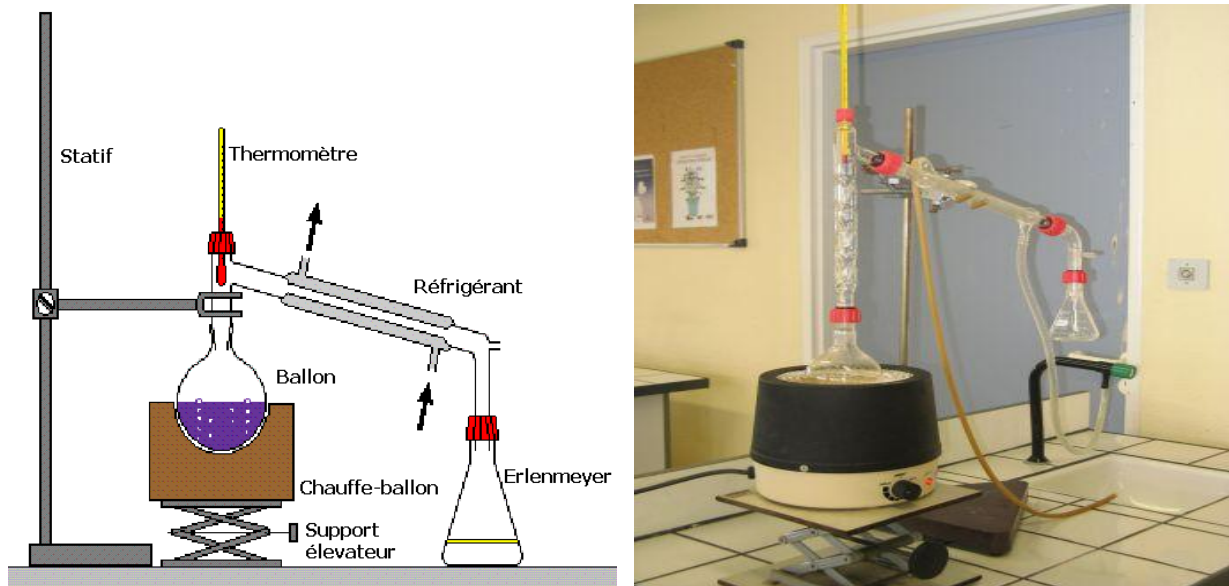 Statif
Thermomètre
Réfrigérant
Ballon
Chauffe-ballon
Erlenmeyer
Support
élevateur